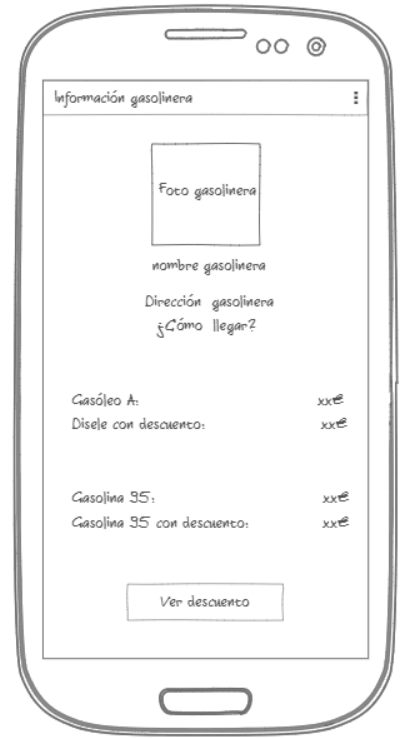 Información gasolinera
Foto gasolinera
nombre gasolinera
Dirección gasolinera
¿Cómo llegar?
Gasóleo A: xx€
Disele con descuento: xx€
Gasolina 95: xx€
Gasolina 95 con descuento: xx€
Ver descuento